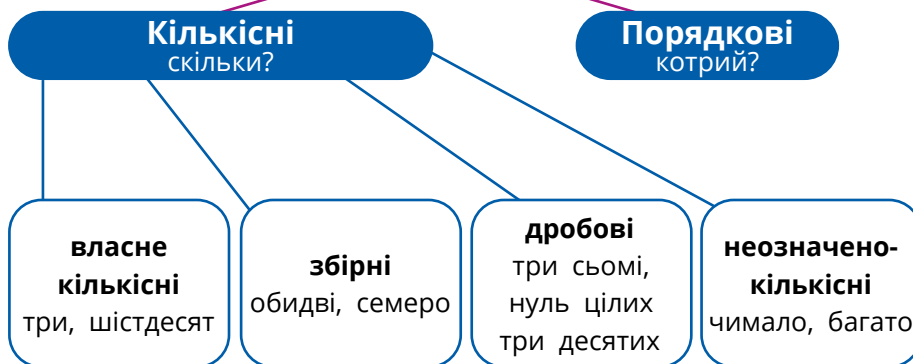 Кількісні
скільки?
Порядкові
котрий?
власне
кількісні
три, шістдесят
збірні
обидві, семеро
дробові
три сьомі,
нуль цілих
три десятих
неозначено-
кількісні
чимало, багато